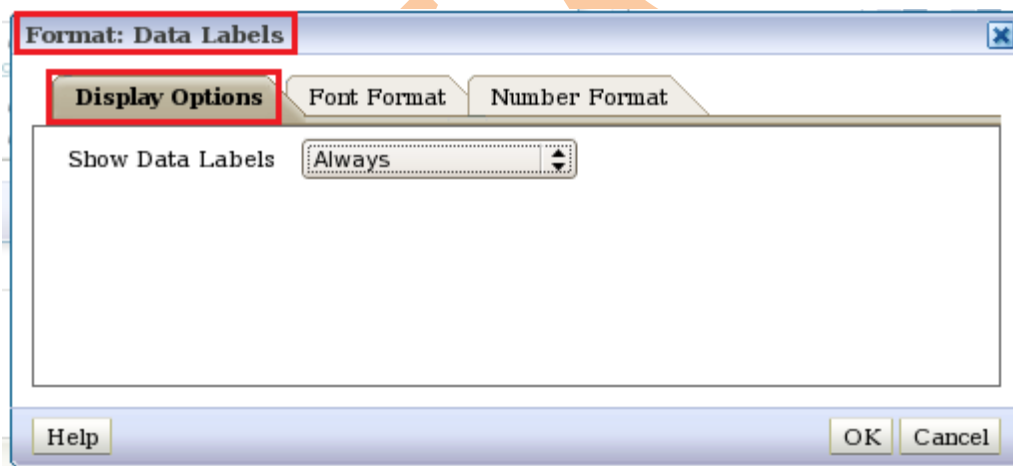 Format: Data Labels
Display Options Font Format Number Format
Show Data Labels Always
Help OK Cancel